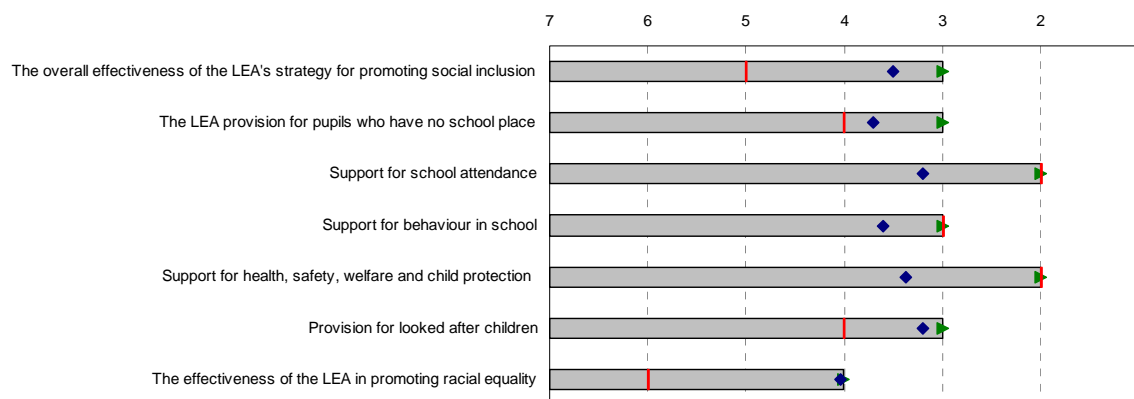 7 6 5 4 3 2
The overall effectiveness of the LEA's strategy for promoting social inclusion
The LEA provision for pupils who have no school place
Support for school attendance
Support for behaviour in school
Support for health, safety, welfare and child protection
Provision for looked after children
The effectiveness of the LEA in promoting racial equality